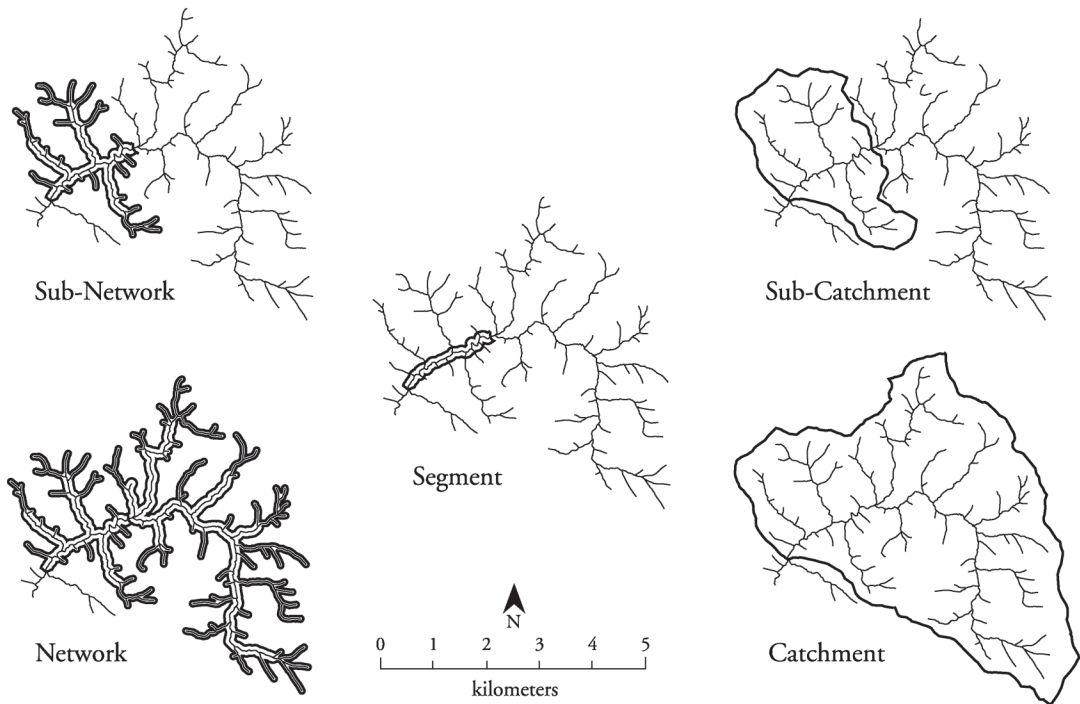 Sub-Network
Sub-Catchment
Segment
Network
N
0 1 2 3 4 5
kilometers
Catchment